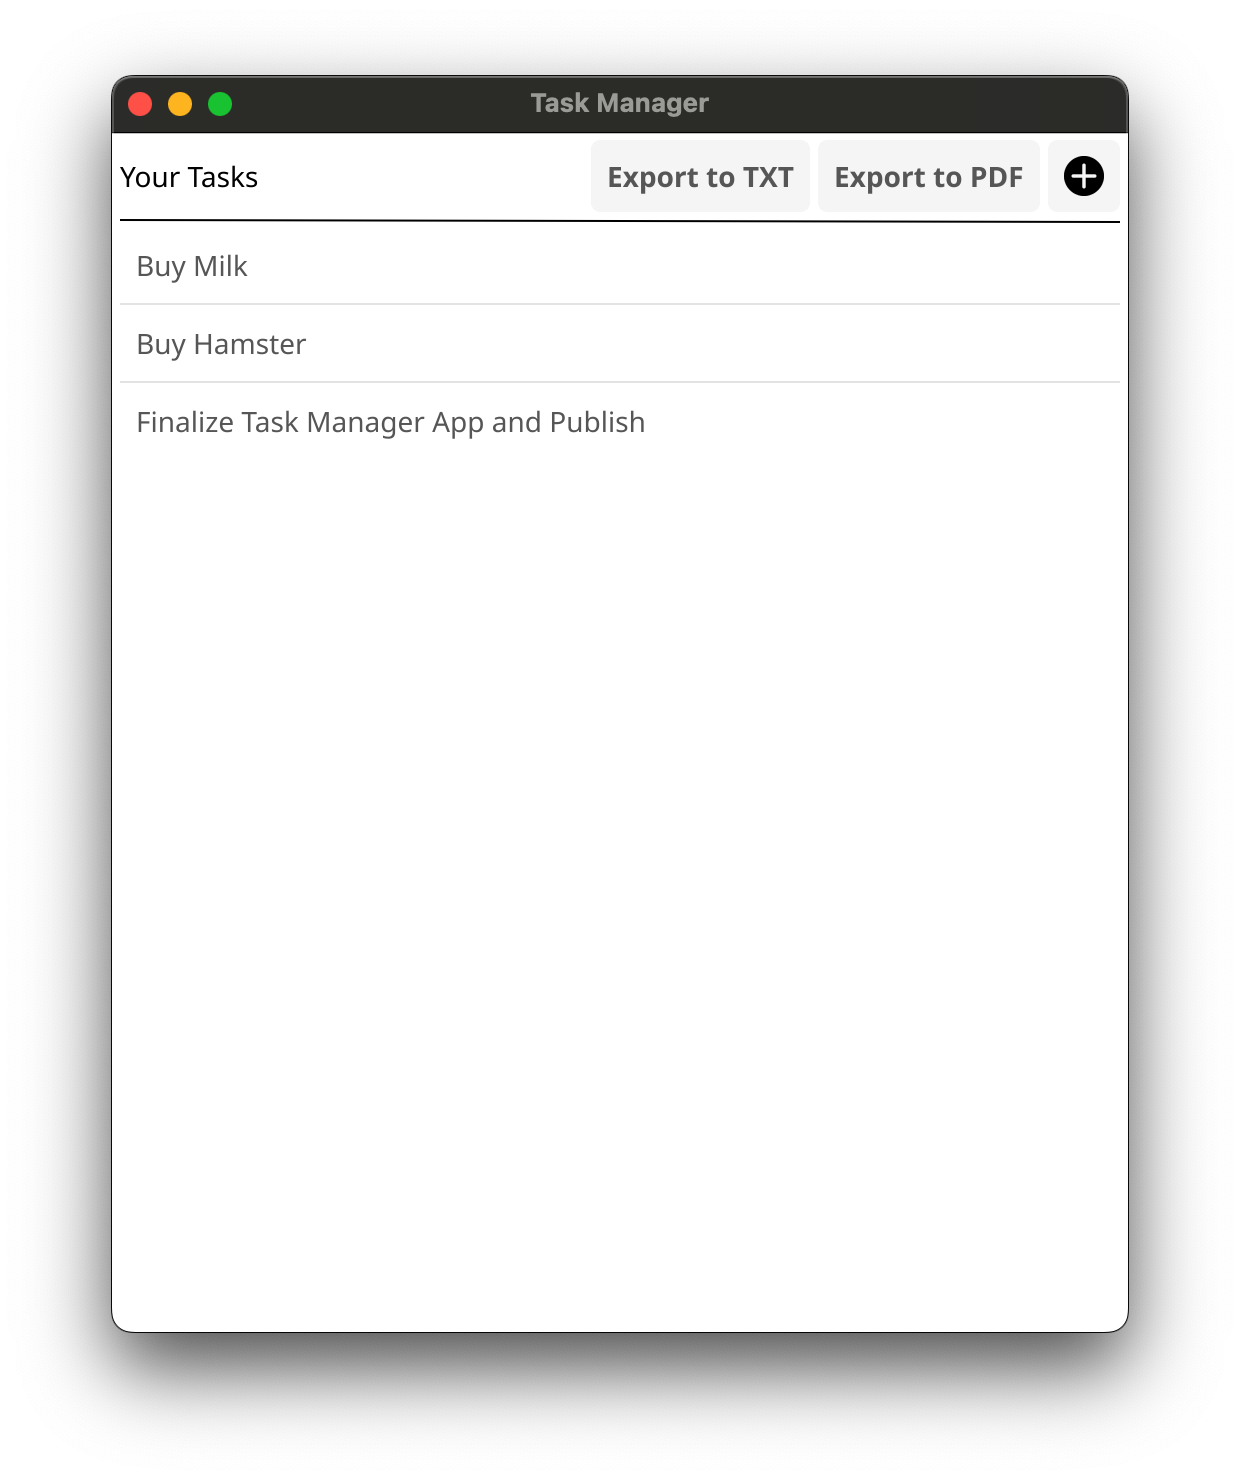 Task Manager
Your Tasks Export to TXT Export to PDF
Buy Milk
Buy Hamster
Finalize Task Manager App and Publish